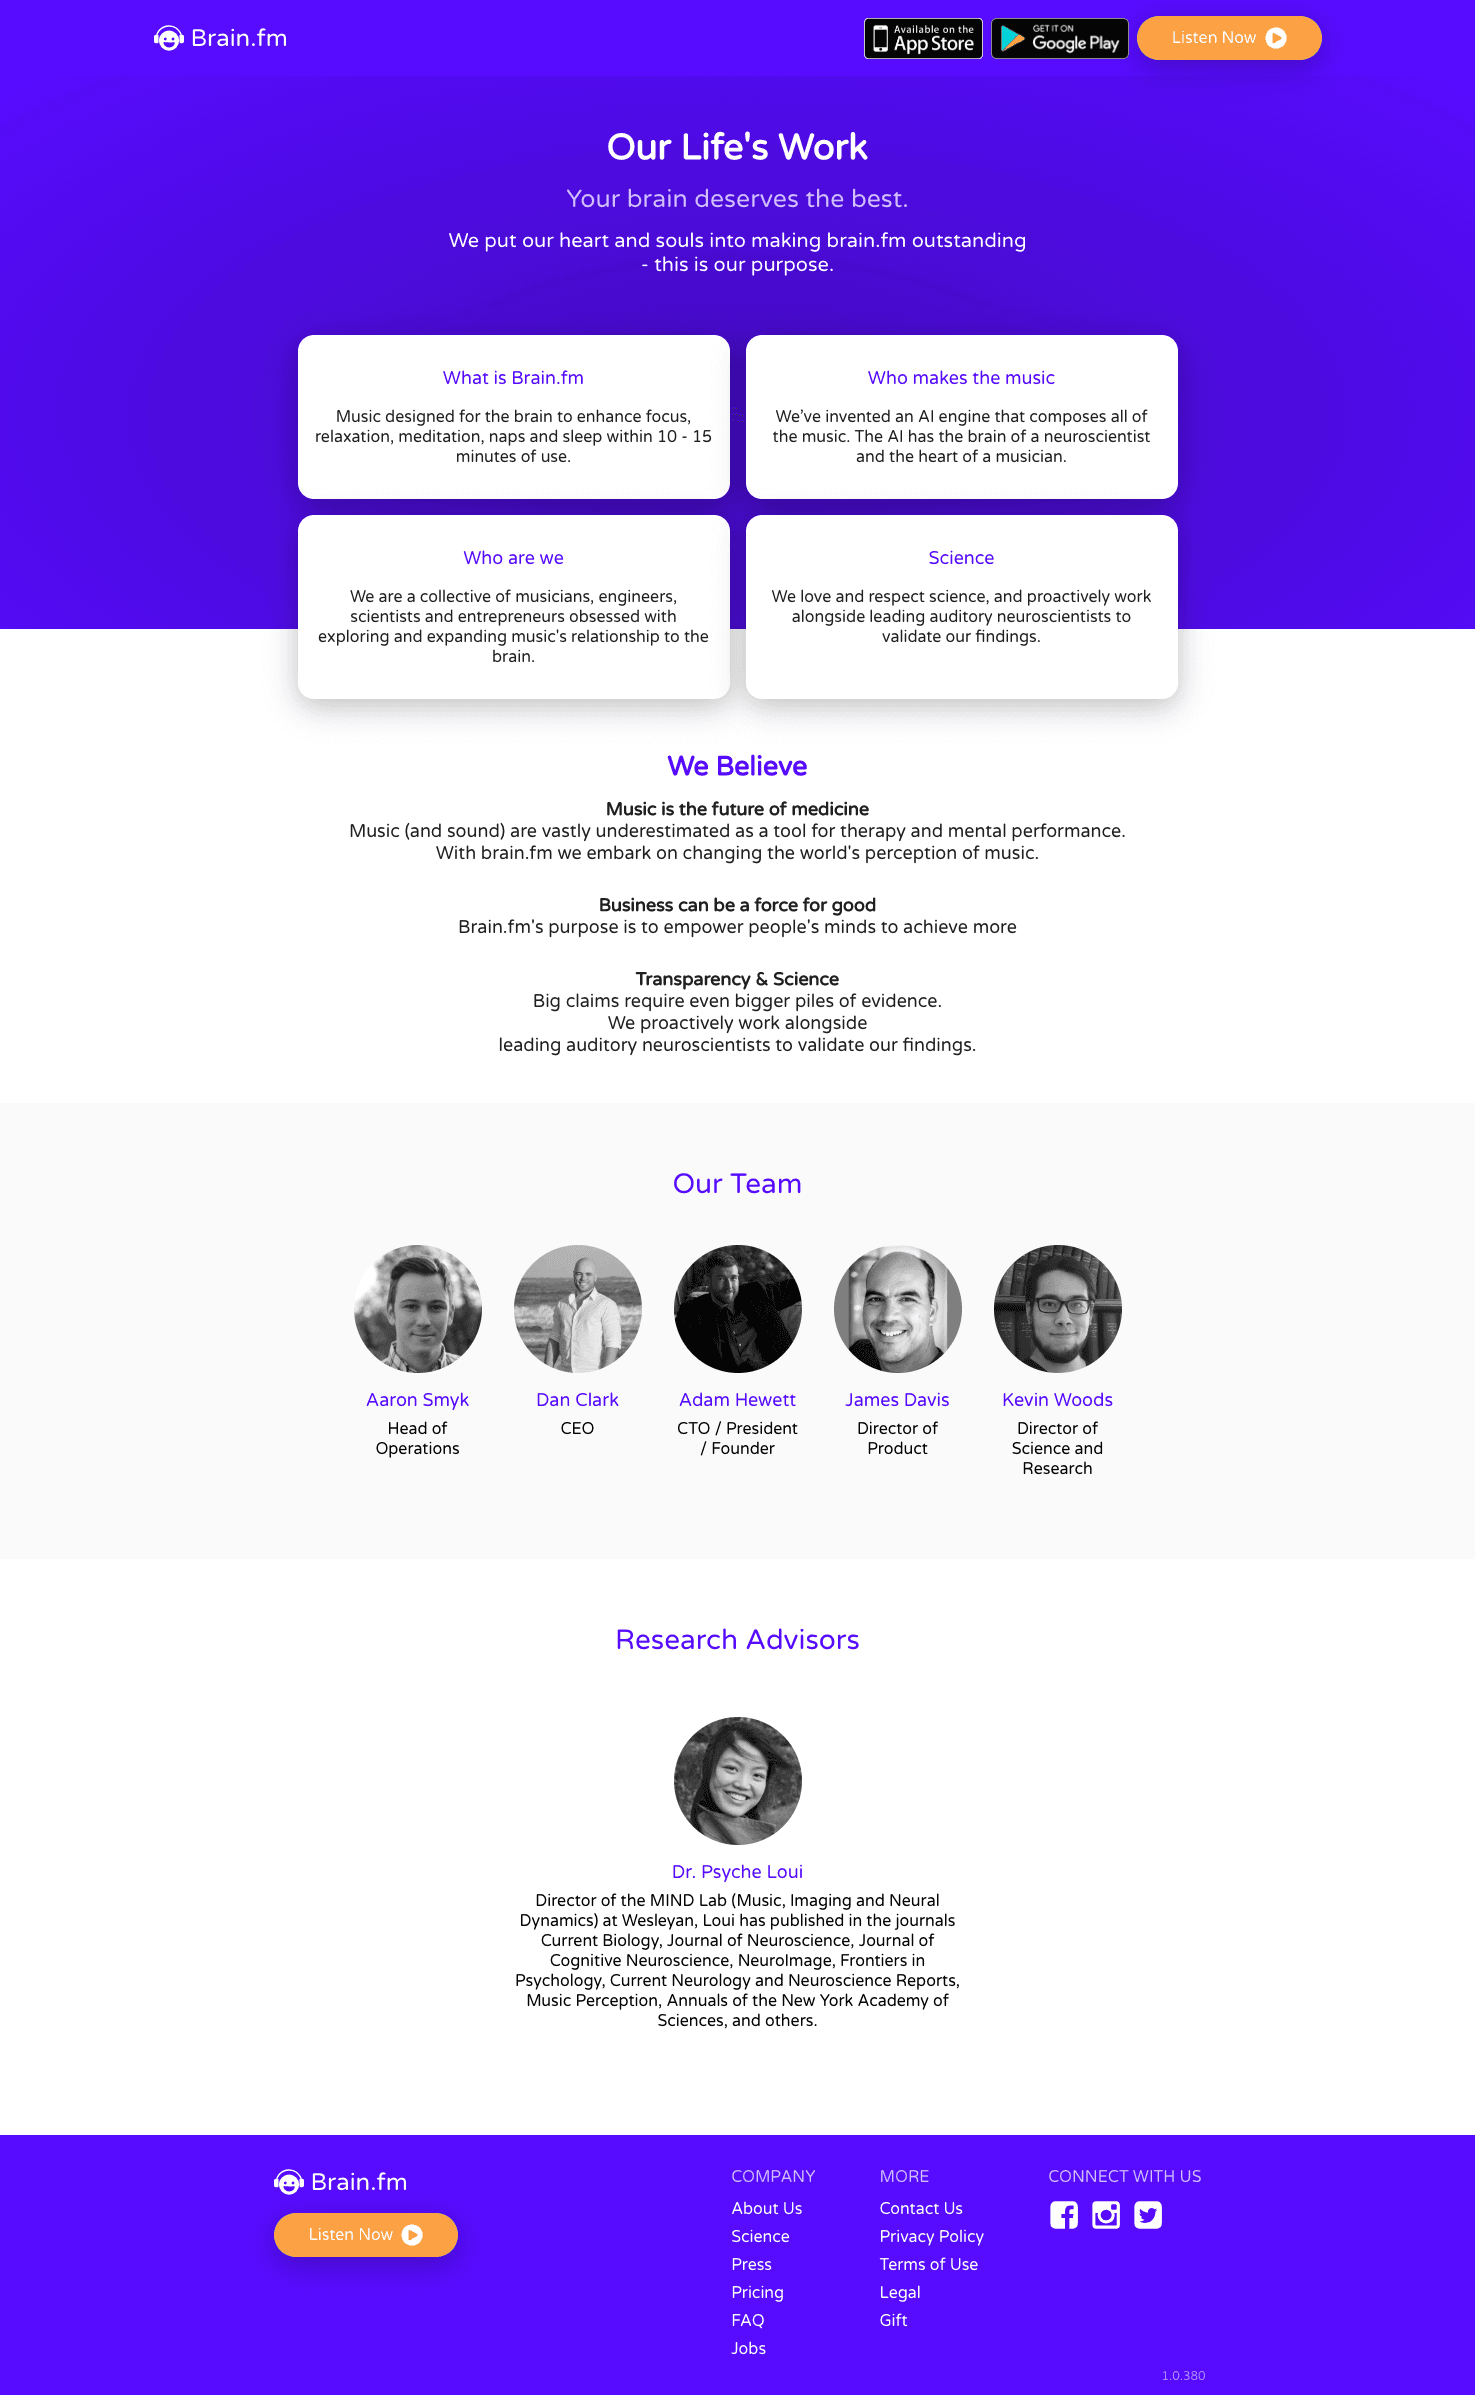 Brain.fm
Available on the
App Store
GET IT ON
Google Play
Listen Now
Our Life's Work
Your brain deserves the best.
We put our heart and souls into making brain.fm outstanding
- this is our purpose.
What is Brain.fm
Music designed for the brain to enhance focus,
relaxation, meditation, naps and sleep within 10 - 15
minutes of use.
Who makes the music
We’ve invented an AI engine that composes all of
the music. The AI has the brain of a neuroscientist
and the heart of a musician.
Who are we
We are a collective of musicians, engineers,
scientists and entrepreneurs obsessed with
exploring and expanding music's relationship to the
brain.
Science
We love and respect science, and proactively work
alongside leading auditory neuroscientists to
validate our findings.
We Believe
Music is the future of medicine
Music (and sound) are vastly underestimated as a tool for therapy and mental performance.
With brain.fm we embark on changing the world's perception of music.
Business can be a force for good
Brain.fm's purpose is to empower people's minds to achieve more
Transparency & Science
Big claims require even bigger piles of evidence.
We proactively work alongside
leading auditory neuroscientists to validate our findings.
Our Team
Aaron Smyk
Head of
Operations
Dan Clark
CEO
Adam Hewett
CTO / President
/ Founder
James Davis
Director of
Product
Kevin Woods
Director of
Science and
Research
Research Advisors
Dr. Psyche Loui
Director of the MIND Lab (Music, Imaging and Neural
Dynamics) at Wesleyan, Loui has published in the journals
Current Biology, Journal of Neuroscience, Journal of
Cognitive Neuroscience, NeuroImage, Frontiers in
Psychology, Current Neurology and Neuroscience Reports,
Music Perception, Annuals of the New York Academy of
Sciences, and others.
Brain.fm
Listen Now
COMPANY
About Us
Science
Press
Pricing
FAQ
Jobs
MORE
Contact Us
Privacy Policy
Terms of Use
Legal
Gift
CONNECT WITH US
1.0.380